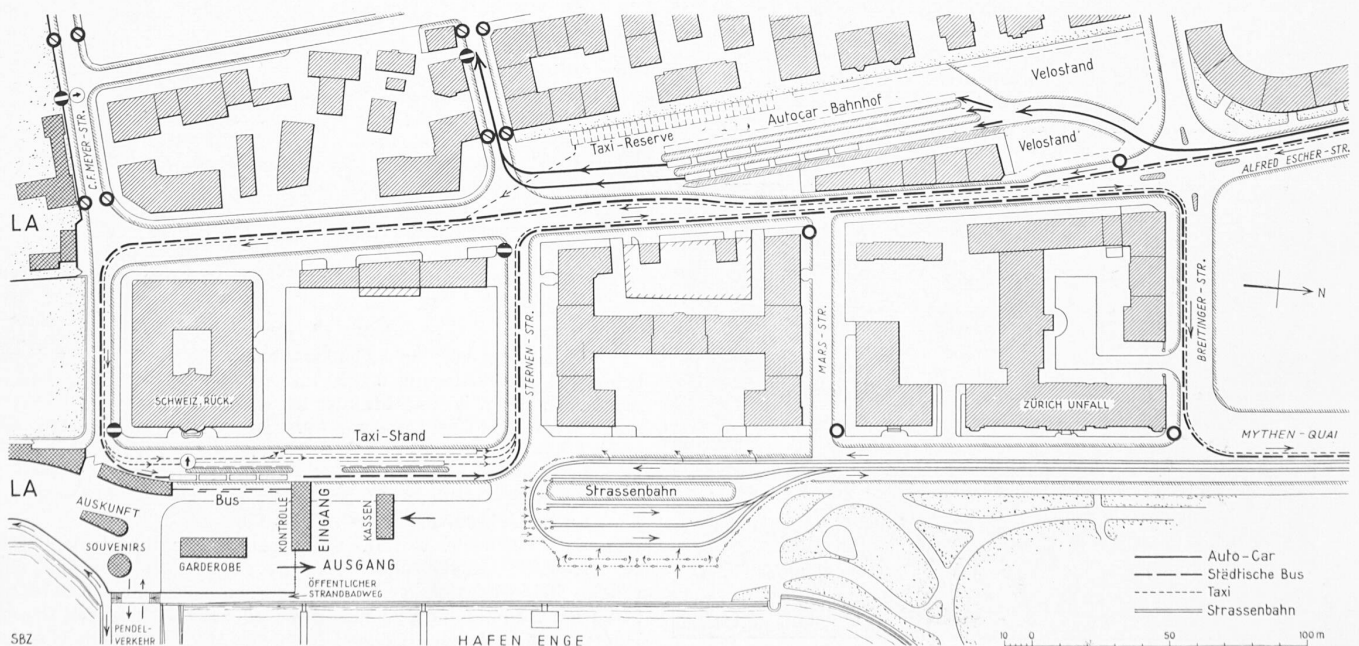 Velostand
Autocar-Bahnhof
Taxi-Reserve
Velostand
C.F. MEYER-STR.
ALFRED ESCHER-STR.
LA
N
STERNEN-STR.
MARS-STR.
BREITINGER-STR.
SCHWEIZ. RÜCK.
ZÜRICH UNFALL
Taxi-Stand
MYTHEN-QUAI
LA
Bus
Strassenbahn
AUSKUNFT
KONTROLLE
EINGANG
KASSEN
SOUVENIRS
GARDEROBE
AUSGANG
ÖFFENTLICHER
STRANDBADWEG
Auto-Car
Städtische Bus
Taxi
Strassenbahn
SBZ
PENDEL-
VERKEHR
HAFEN ENGE
10 0 50 100 m